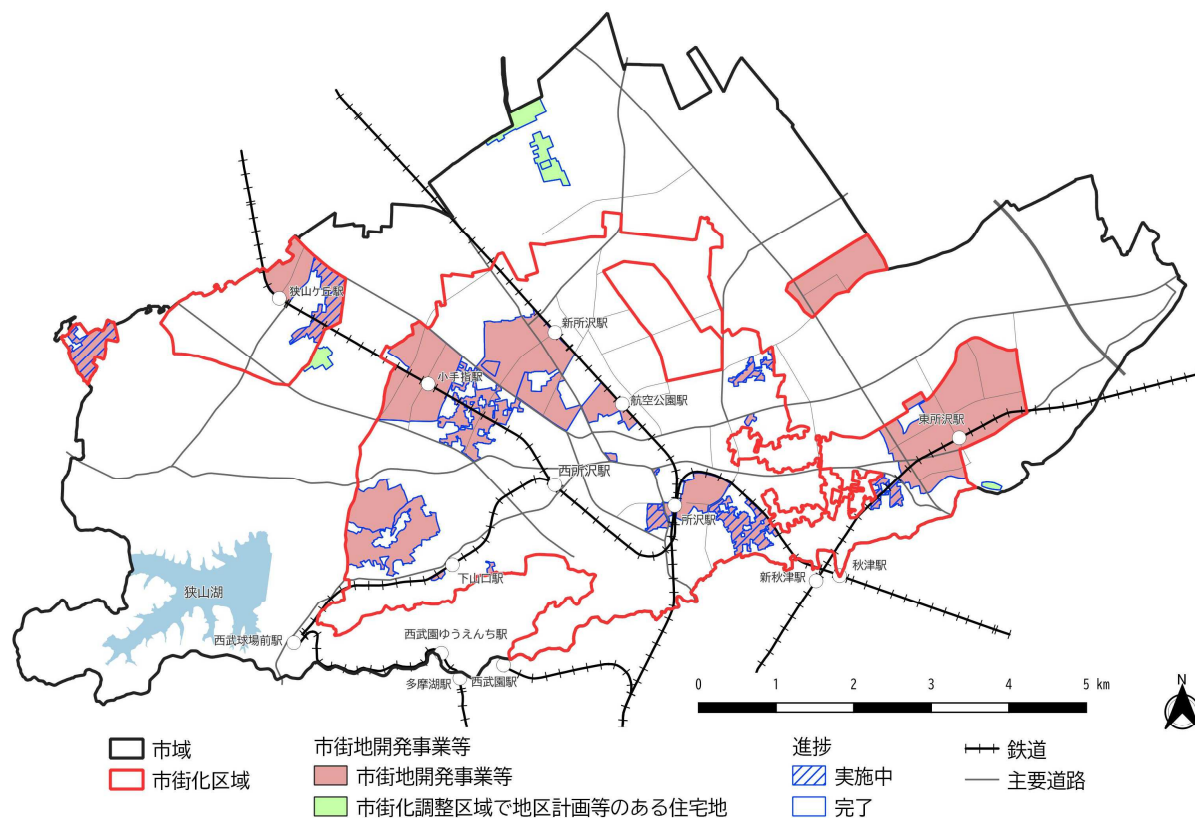 狭山ケ丘駅
新所沢駅
小手指駅
航空公園駅
東所沢駅
西所沢駅
所沢駅
下山口駅
新秋津駅
秋津駅
狭山湖
西武球場前駅
西武園ゆうえんち駅
多摩湖駅
西武園駅
0 1 2 3 4 5 km
N
市域
市街化区域
市街地開発事業等
市街地開発事業等
市街化調整区域で地区計画等のある住宅地
進捗
実施中
完了
鉄道
主要道路